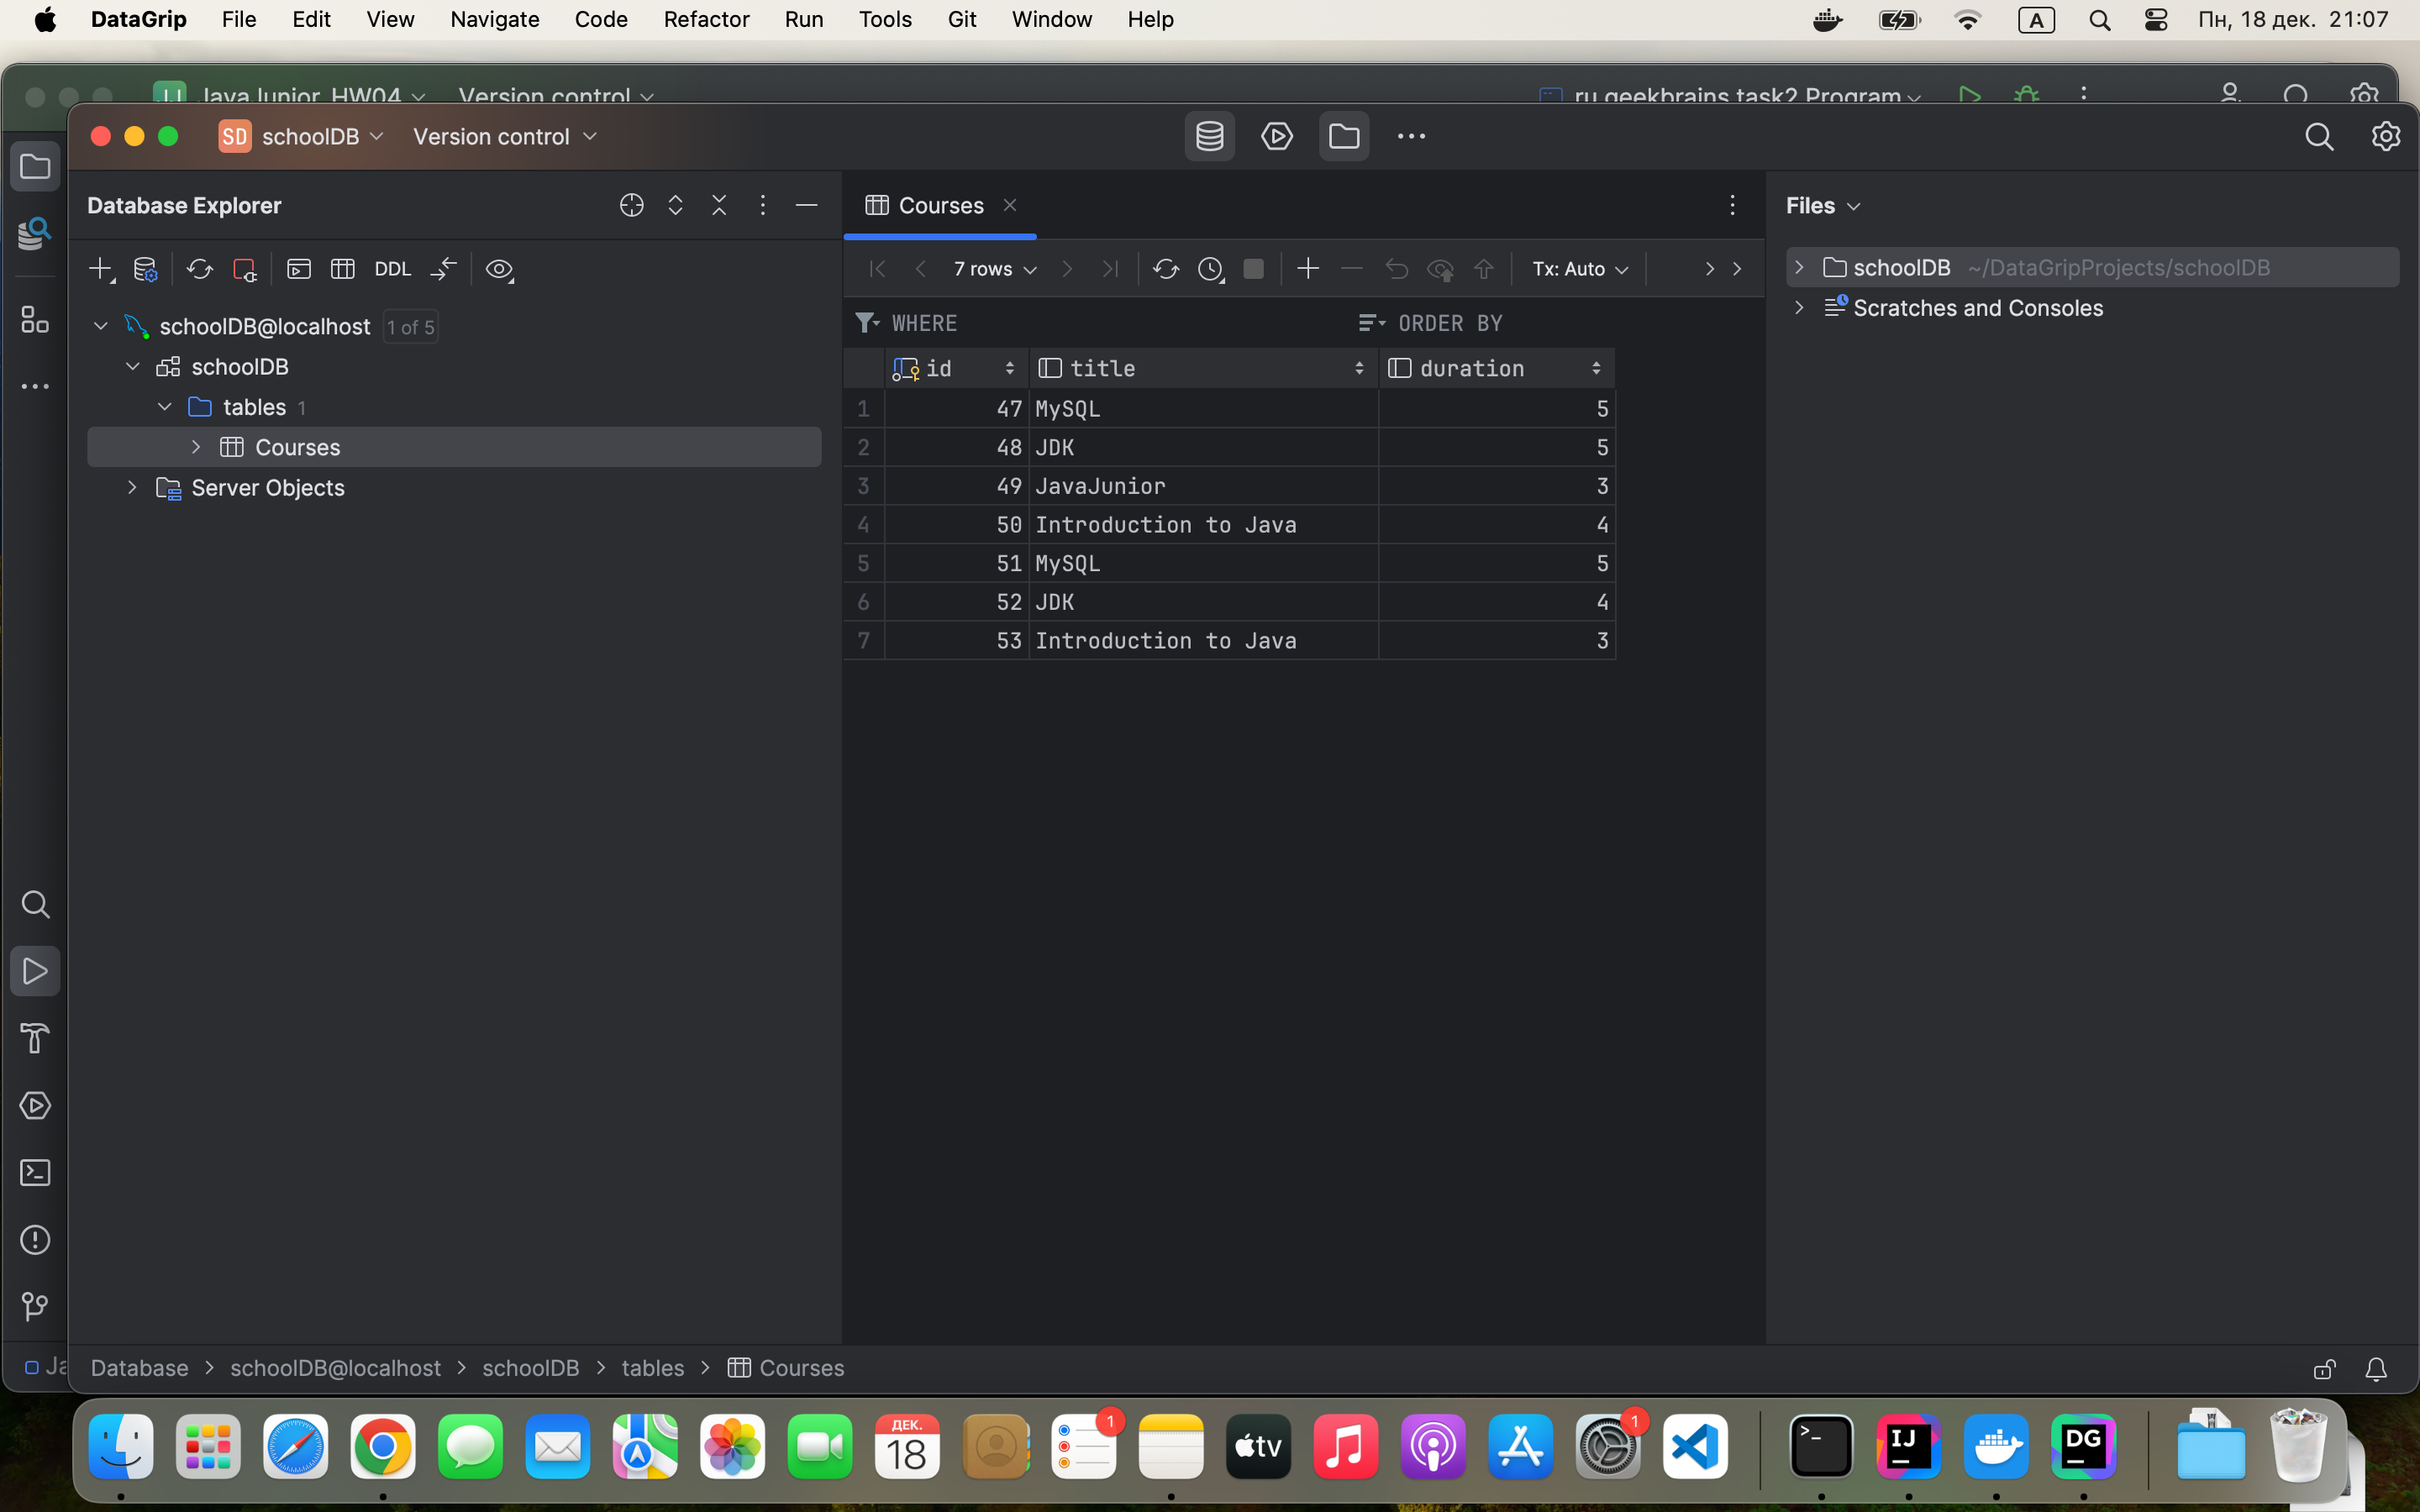 DataGrip File Edit View Navigate Code Refactor Run Tools Git Window Help A Пн, 18 дек. 21:07
JavaJunior_HW04 Version control ru.geekbrains.task2.Program
SD schoolDB Version control
Database Explorer
Courses
Files
DDL
7 rows
Tx: Auto
schoolDB ~/DataGripProjects/schoolDB
Scratches and Consoles
schoolDB@localhost 1 of 5
schoolDB
tables 1
Courses
Server Objects
WHERE ORDER BY
id title duration
1 47 MySQL 5
2 48 JDK 5
3 49 JavaJunior 3
4 50 Introduction to Java 4
5 51 MySQL 5
6 52 JDK 4
7 53 Introduction to Java 3
Ja
Database > schoolDB@localhost > schoolDB > tables > Courses
ДЕК.
18
1
tv
1
>_
IJ
DG